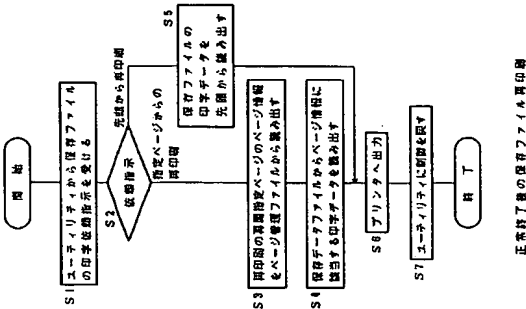 開始
S1
ユーティリティから保存ファイル
の印字依頼指示を受ける
S2
依頼指示
先頭から再印刷
指定ページからの
再印刷
S5
保存ファイルの
印字データを
先頭から読み出す
S3
再印刷の再開指定ページのページ情報
をページ管理ファイルから読み出す
S4
保存データファイルからページ情報に
該当する印字データを読み出す
S6
プリンタへ出力
S7
ユーティリティに制御を戻す
終了
正常終了後の保存ファイル再印刷